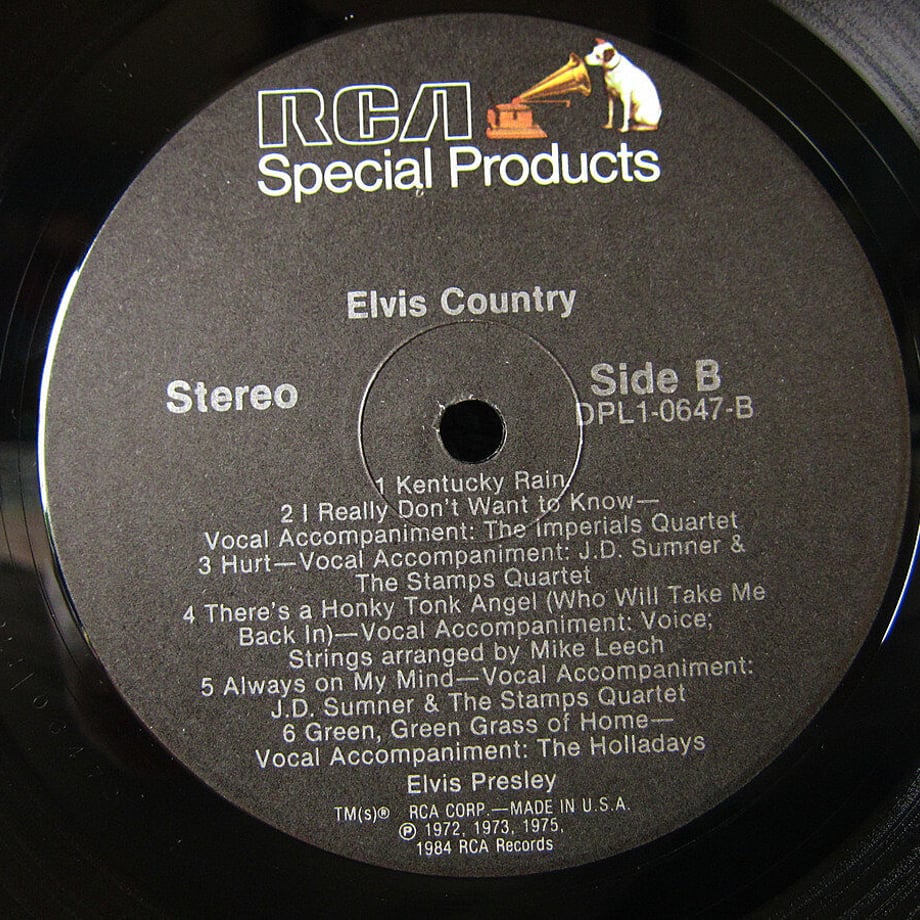 RCA
Special Products
Elvis Country
Stereo
Side B
DPL1-0647-B
1 Kentucky Rain
2 I Really Don't Want to Know—
Vocal Accompaniment: The Imperials Quartet
3 Hurt—Vocal Accompaniment: J.D. Sumner &
The Stamps Quartet
4 There's a Honky Tonk Angel (Who Will Take Me
Back In)—Vocal Accompaniment: Voice;
Strings arranged by Mike Leech
5 Always on My Mind—Vocal Accompaniment:
J.D. Sumner & The Stamps Quartet
6 Green, Green Grass of Home—
Vocal Accompaniment: The Holladays
Elvis Presley
TM(s)® RCA CORP.—MADE IN U.S.A.
℗ 1972, 1973, 1975,
1984 RCA Records